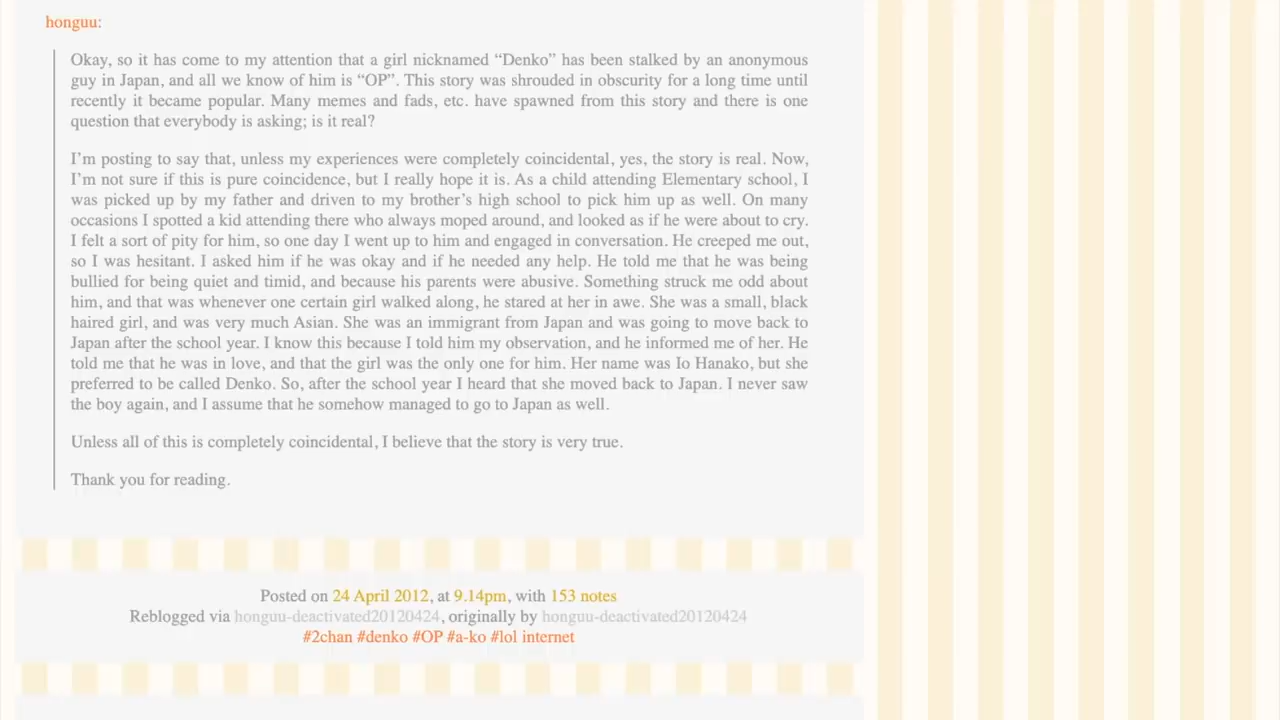 honguu:
Okay, so it has come to my attention that a girl nicknamed “Denko” has been stalked by an anonymous
guy in Japan, and all we know of him is “OP”. This story was shrouded in obscurity for a long time until
recently it became popular. Many memes and fads, etc. have spawned from this story and there is one
question that everybody is asking; is it real?
I’m posting to say that, unless my experiences were completely coincidental, yes, the story is real. Now,
I’m not sure if this is pure coincidence, but I really hope it is. As a child attending Elementary school, I
was picked up by my father and driven to my brother’s high school to pick him up as well. On many
occasions I spotted a kid attending there who always moped around, and looked as if he were about to cry.
I felt a sort of pity for him, so one day I went up to him and engaged in conversation. He creeped me out,
so I was hesitant. I asked him if he was okay and if he needed any help. He told me that he was being
bullied for being quiet and timid, and because his parents were abusive. Something struck me odd about
him, and that was whenever one certain girl walked along, he stared at her in awe. She was a small, black
haired girl, and was very much Asian. She was an immigrant from Japan and was going to move back to
Japan after the school year. I know this because I told him my observation, and he informed me of her. He
told me that he was in love, and that the girl was the only one for him. Her name was Io Hanako, but she
preferred to be called Denko. So, after the school year I heard that she moved back to Japan. I never saw
the boy again, and I assume that he somehow managed to go to Japan as well.
Unless all of this is completely coincidental, I believe that the story is very true.
Thank you for reading.
Posted on 24 April 2012, at 9.14pm, with 153 notes
Reblogged via honguu-deactivated20120424, originally by honguu-deactivated20120424
#2chan #denko #OP #a-ko #lol internet